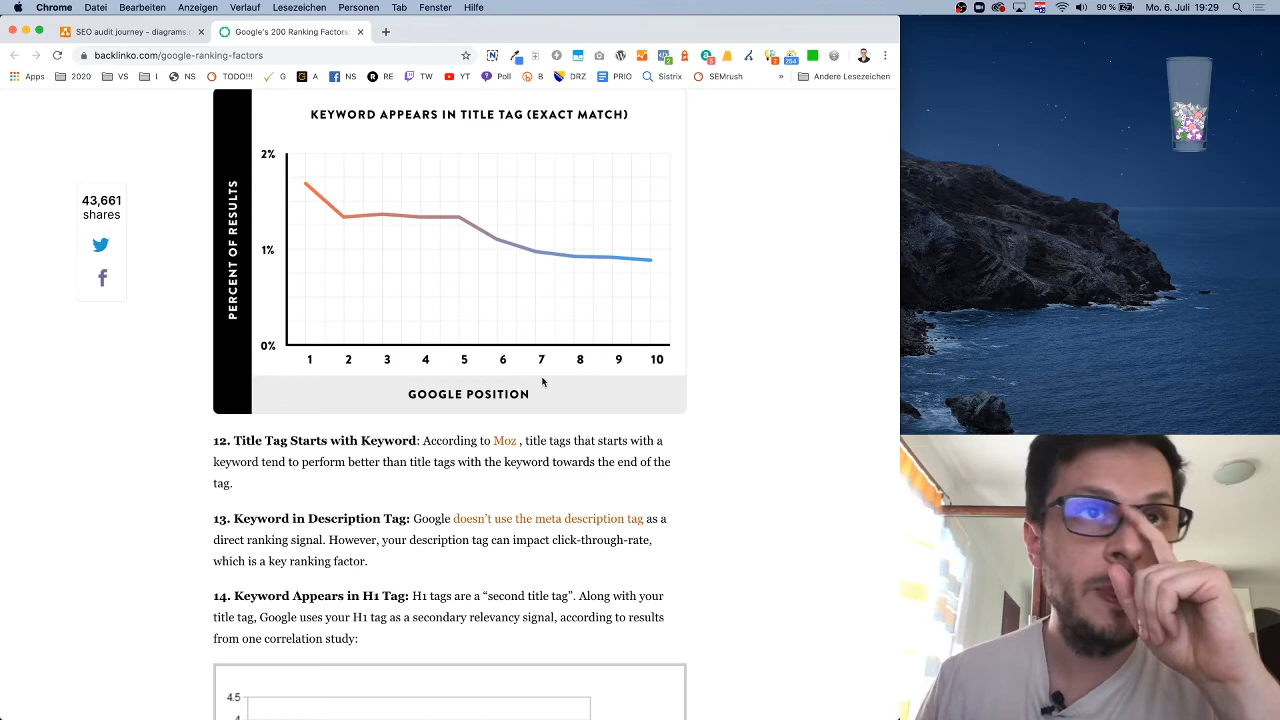 Chrome Datei Bearbeiten Anzeigen Verlauf Lesezeichen Personen Tab Fenster Hilfe 90 % Mo. 6. Juli 19:29
SEO audit journey - diagrams.n Google's 200 Ranking Factors:
backlinko.com/google-ranking-factors
Apps 2020 VS I NS TODO!!! G A NS RE TW YT Poll B DRZ PRIO Sistrix SEMrush » Andere Lesezeichen
KEYWORD APPEARS IN TITLE TAG (EXACT MATCH)
PERCENT OF RESULTS
2%
1%
0%
1 2 3 4 5 6 7 8 9 10
GOOGLE POSITION
43,661
shares
12. Title Tag Starts with Keyword: According to Moz , title tags that starts with a
keyword tend to perform better than title tags with the keyword towards the end of the
tag.
13. Keyword in Description Tag: Google doesn't use the meta description tag as a
direct ranking signal. However, your description tag can impact click-through-rate,
which is a key ranking factor.
14. Keyword Appears in H1 Tag: H1 tags are a “second title tag”. Along with your
title tag, Google uses your H1 tag as a secondary relevancy signal, according to results
from one correlation study:
4.5
4